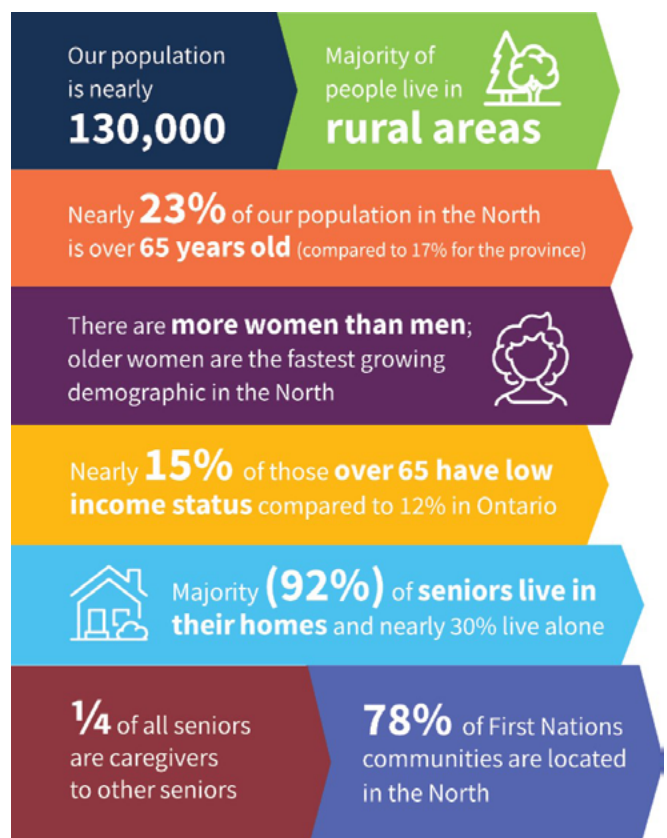 Our population
is nearly
130,000
Majority of
people live in
rural areas
Nearly 23% of our population in the North
is over 65 years old (compared to 17% for the province)
There are more women than men;
older women are the fastest growing
demographic in the North
Nearly 15% of those over 65 have low
income status compared to 12% in Ontario
Majority (92%) of seniors live in
their homes and nearly 30% live alone
¼ of all seniors
are caregivers
to other seniors
78% of First Nations
communities are located
in the North